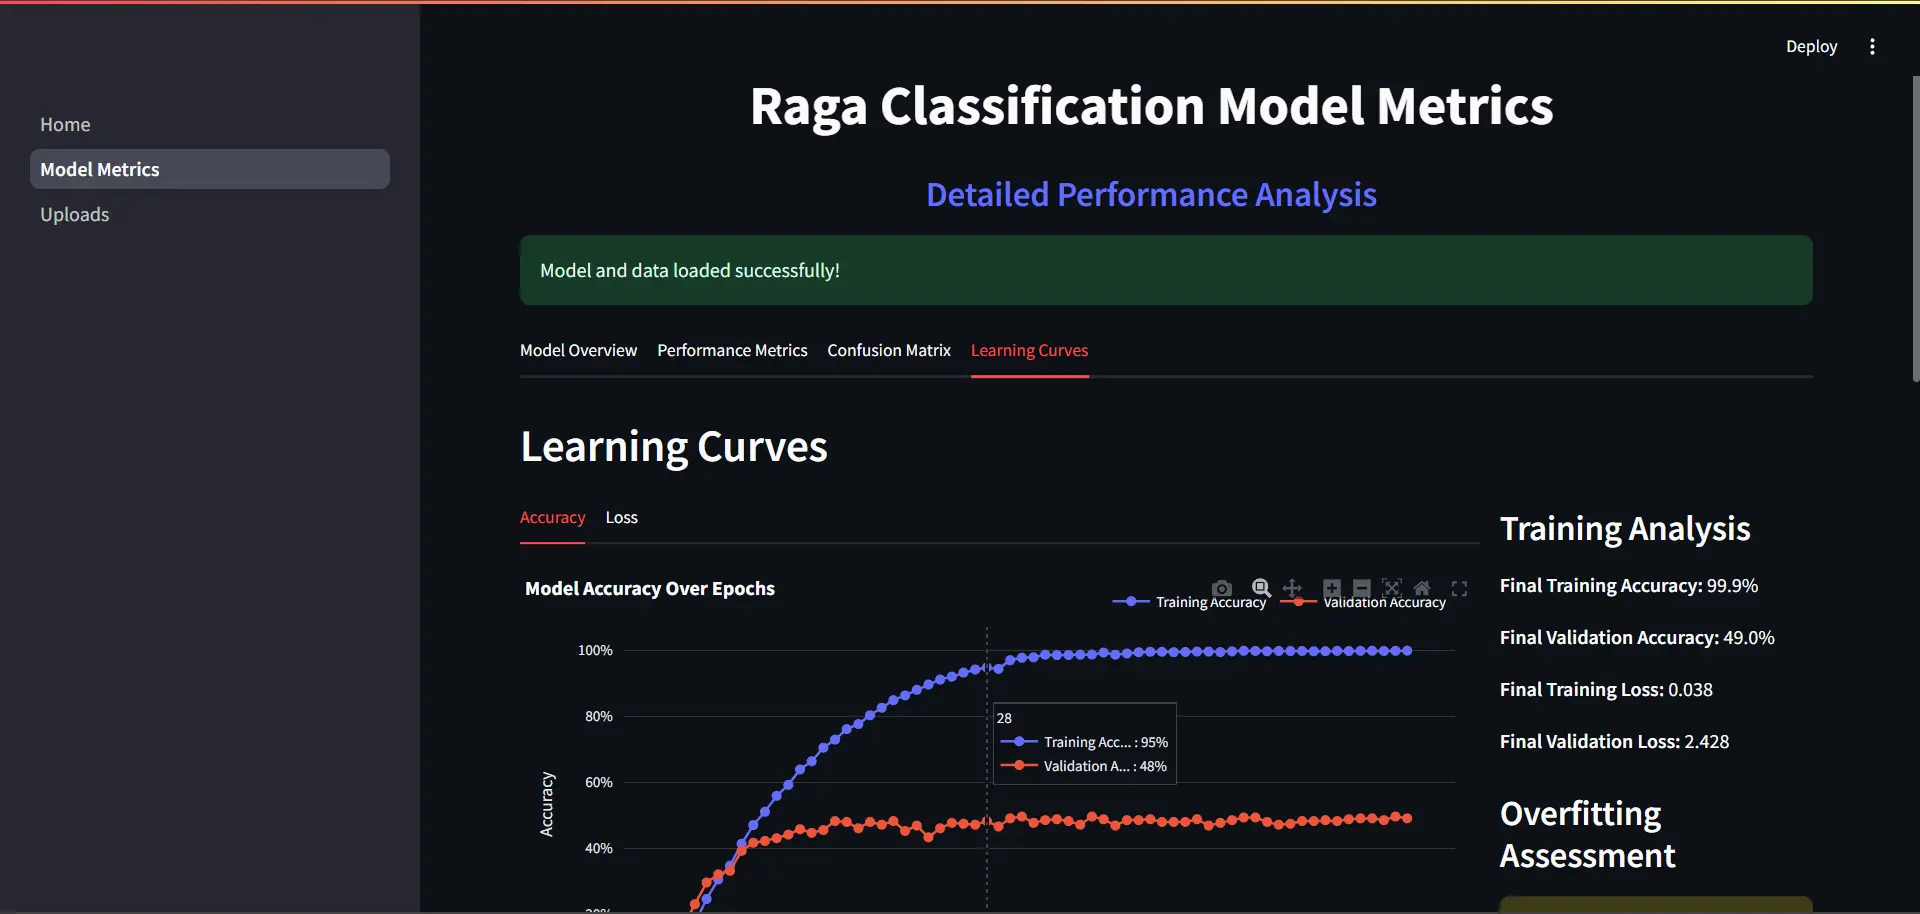 Deploy
Home
Model Metrics
Uploads
Raga Classification Model Metrics
Detailed Performance Analysis
Model and data loaded successfully!
Model Overview Performance Metrics Confusion Matrix Learning Curves
Learning Curves
Accuracy Loss
Model Accuracy Over Epochs
Training Accuracy Validation Accuracy
100%
80%
60%
40%
20%
Accuracy
28
Training Acc... : 95%
Validation A... : 48%
Training Analysis
Final Training Accuracy: 99.9%
Final Validation Accuracy: 49.0%
Final Training Loss: 0.038
Final Validation Loss: 2.428
Overfitting
Assessment